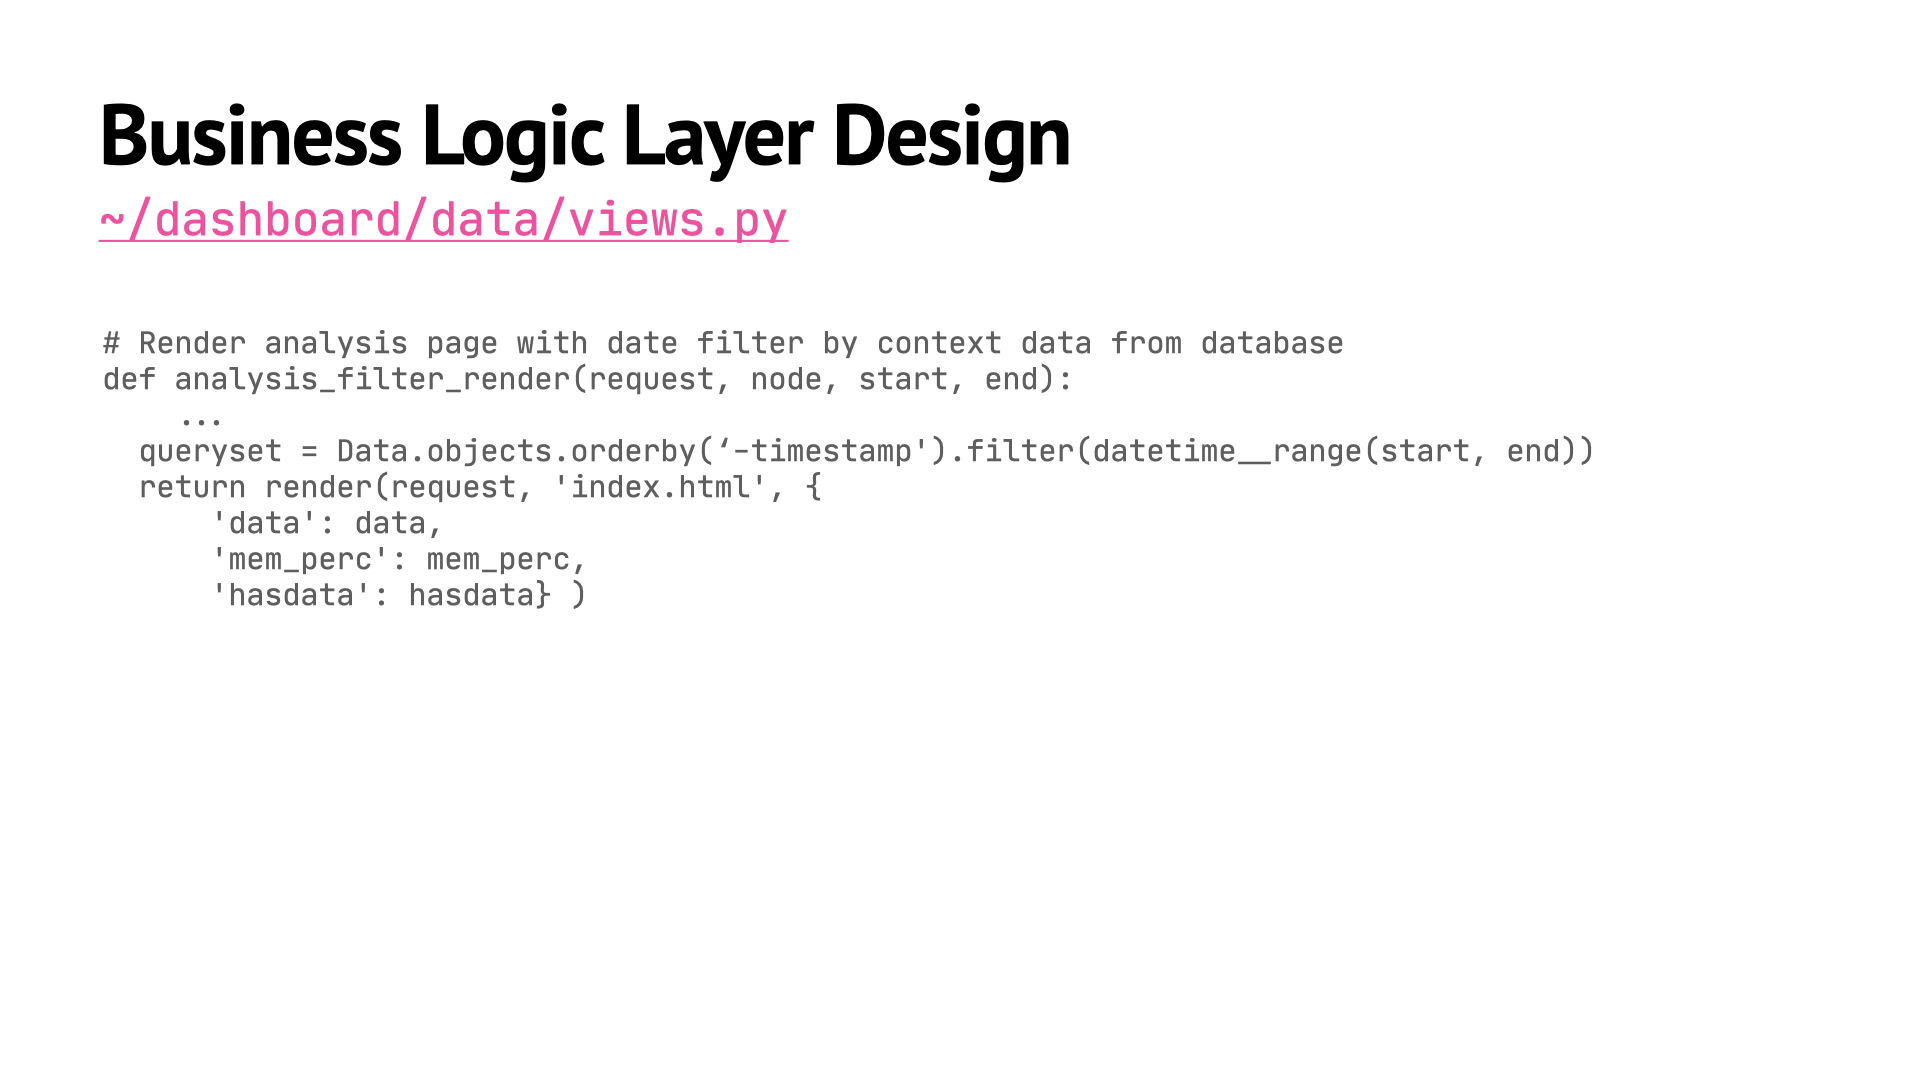 Business Logic Layer Design
~/dashboard/data/views.py
# Render analysis page with date filter by context data from database
def analysis_filter_render(request, node, start, end):
    ...
  queryset = Data.objects.orderby(‘-timestamp').filter(datetime__range(start, end))
  return render(request, 'index.html', {
      'data': data,
      'mem_perc': mem_perc,
      'hasdata': hasdata} )